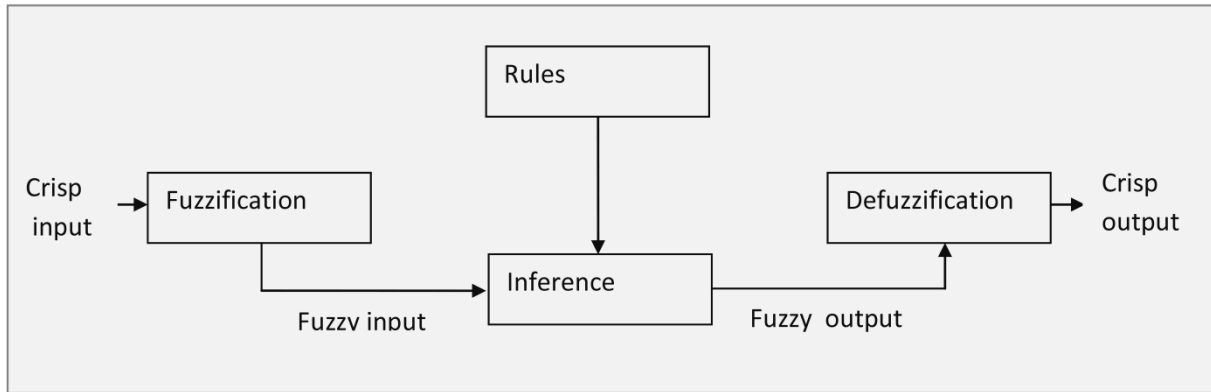 Rules
Crisp
input
Fuzzification
Defuzzification
Crisp
output
Inference
Fuzzy input
Fuzzy output